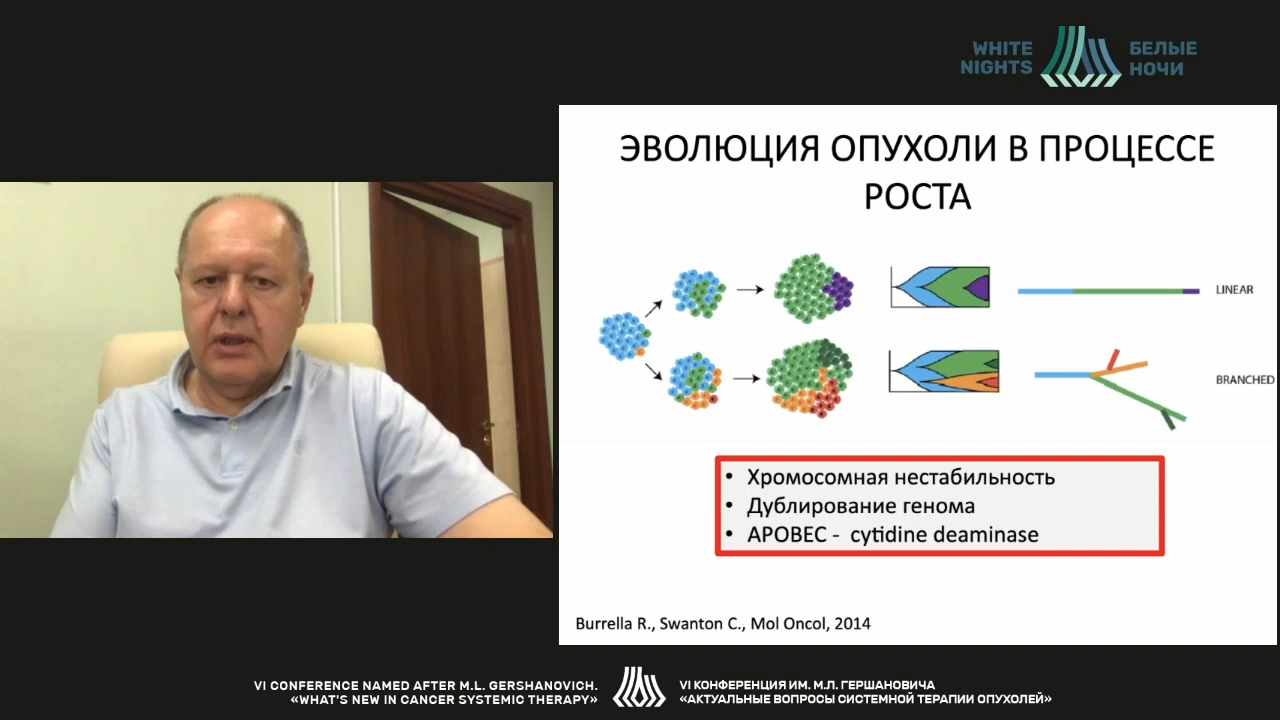 WHITE
NIGHTS
БЕЛЫЕ
НОЧИ
ЭВОЛЮЦИЯ ОПУХОЛИ В ПРОЦЕССЕ
РОСТА
LINEAR
BRANCHED
• Хромосомная нестабильность
• Дублирование генома
• APOBEC - cytidine deaminase
Burrella R., Swanton C., Mol Oncol, 2014
VI CONFERENCE NAMED AFTER M.L. GERSHANOVICH.
«WHAT'S NEW IN CANCER SYSTEMIC THERAPY»
VI КОНФЕРЕНЦИЯ ИМ. М.Л. ГЕРШАНОВИЧА
«АКТУАЛЬНЫЕ ВОПРОСЫ СИСТЕМНОЙ ТЕРАПИИ ОПУХОЛЕЙ»